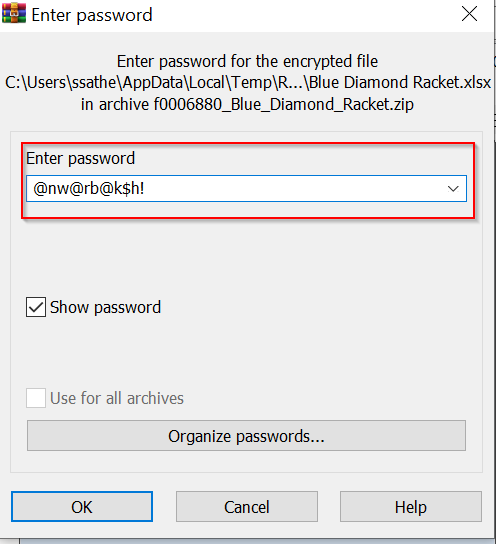 Enter password
Enter password for the encrypted file
C:\Users\ssathe\AppData\Local\Temp\R...\Blue Diamond Racket.xlsx
in archive f0006880_Blue_Diamond_Racket.zip
Enter password
@nw@rb@k$h!
Show password
Use for all archives
Organize passwords...
OK Cancel Help